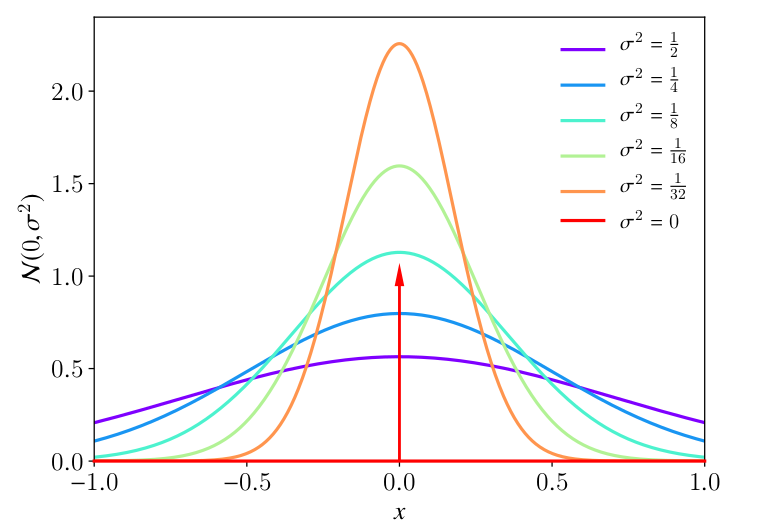 2.0
1.5
1.0
0.5
0.0
−1.0 −0.5 0.0 0.5 1.0
x
𝒩(0, σ²)
σ² = 1/2
σ² = 1/4
σ² = 1/8
σ² = 1/16
σ² = 1/32
σ² = 0